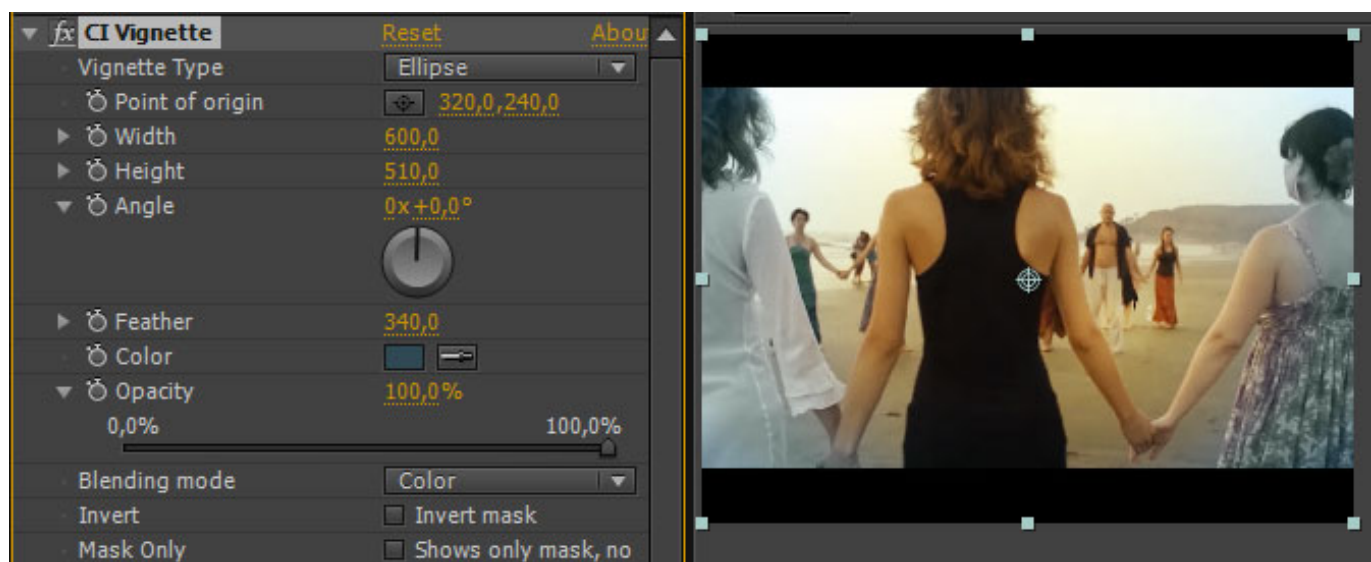 fx CI Vignette Reset Abou
Vignette Type Ellipse
Point of origin 320,0,240,0
Width 600,0
Height 510,0
Angle 0x+0,0°
Feather 340,0
Color
Opacity 100,0%
0,0% 100,0%
Blending mode Color
Invert Invert mask
Mask Only Shows only mask, no